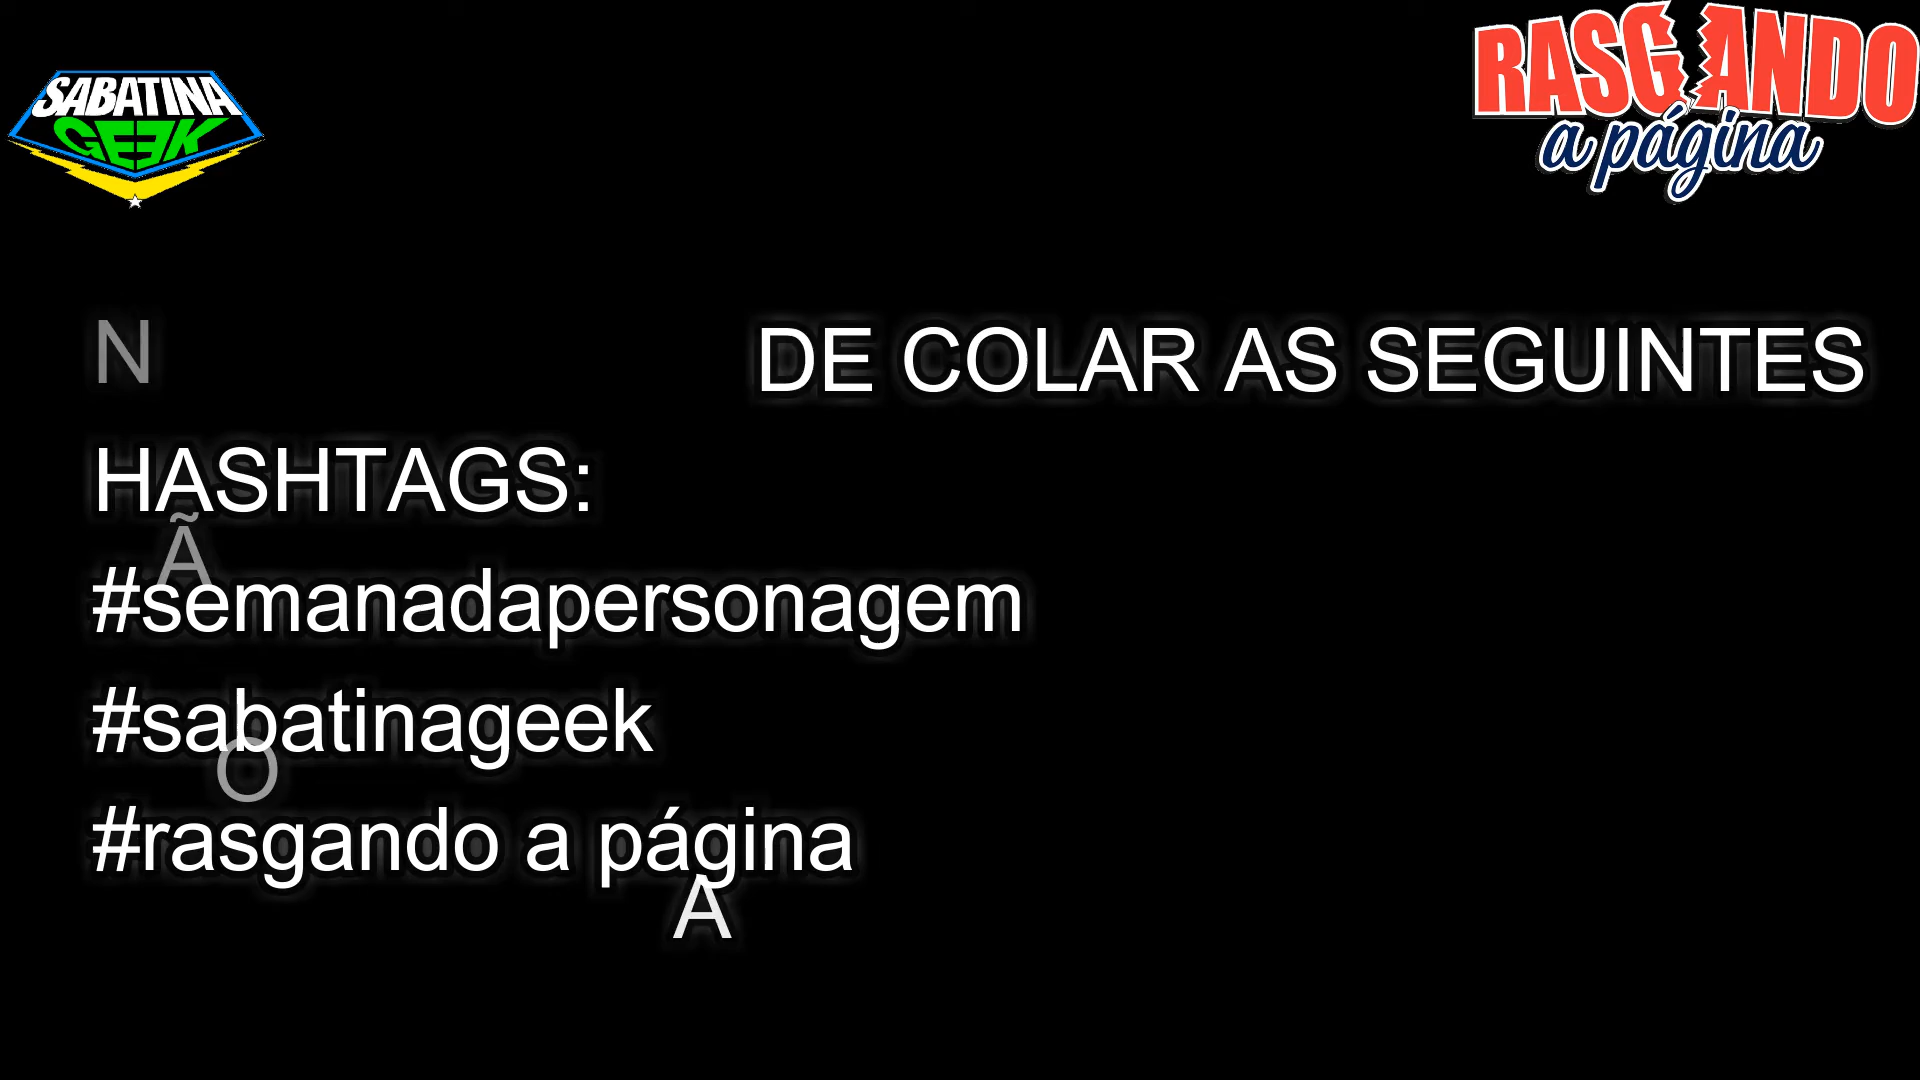 SABATINA
GEEK
RASGANDO
a página
N DE COLAR AS SEGUINTES
HASHTAGS:
Ã
#semanadapersonagem
#sabatinageek
O
#rasgando a página
A